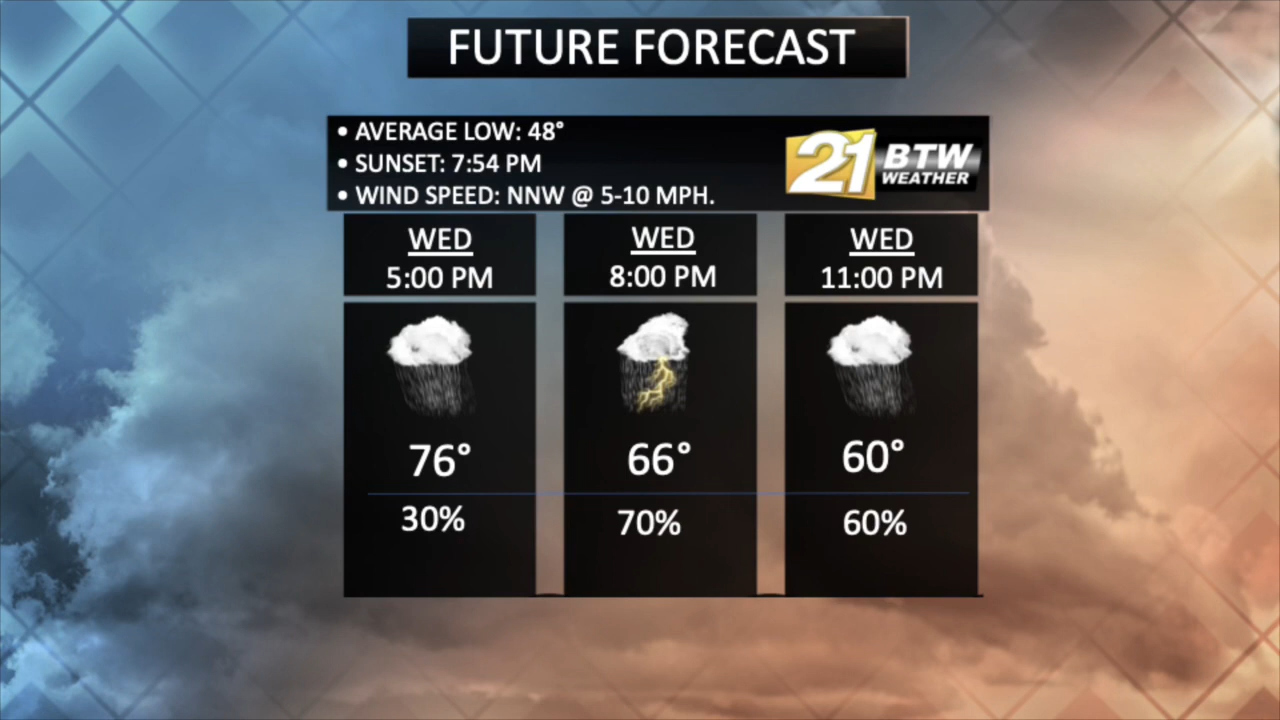 FUTURE FORECAST
• AVERAGE LOW: 48°
• SUNSET: 7:54 PM
• WIND SPEED: NNW @ 5-10 MPH.
21 BTW
WEATHER
WED
5:00 PM
76°
30%
WED
8:00 PM
66°
70%
WED
11:00 PM
60°
60%